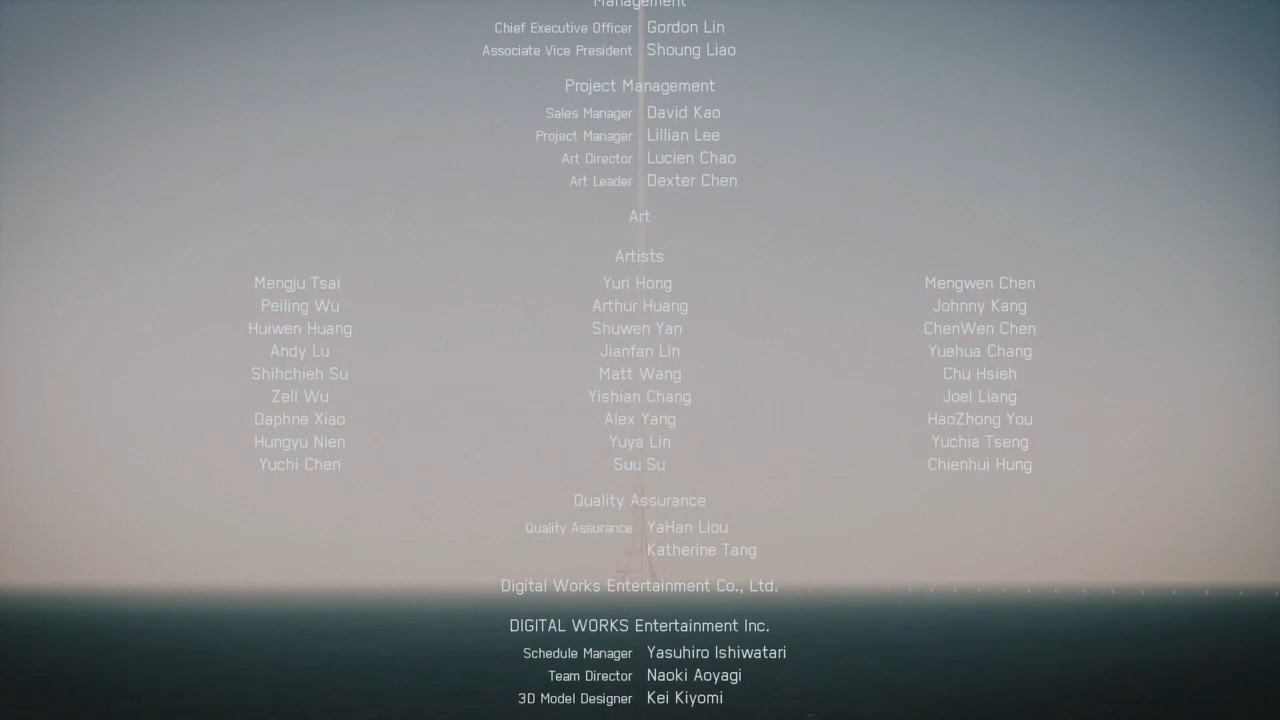 Management
Chief Executive Officer Gordon Lin
Associate Vice President Shoung Liao
Project Management
Sales Manager David Kao
Project Manager Lillian Lee
Art Director Lucien Chao
Art Leader Dexter Chen
Art
Artists
Mengju Tsai Yuri Hong Mengwen Chen
Peiling Wu Arthur Huang Johnny Kang
Huiwen Huang Shuwen Yan ChenWen Chen
Andy Lu Jianfan Lin Yuehua Chang
Shihchieh Su Matt Wang Chu Hsieh
Zell Wu Yishian Chang Joel Liang
Daphne Xiao Alex Yang HaoZhong You
Hungyu Nien Yuya Lin Yuchia Tseng
Yuchi Chen Suu Su Chienhui Hung
Quality Assurance
Quality Assurance YaHan Liou
Katherine Tang
Digital Works Entertainment Co., Ltd.
DIGITAL WORKS Entertainment Inc.
Schedule Manager Yasuhiro Ishiwatari
Team Director Naoki Aoyagi
3D Model Designer Kei Kiyomi